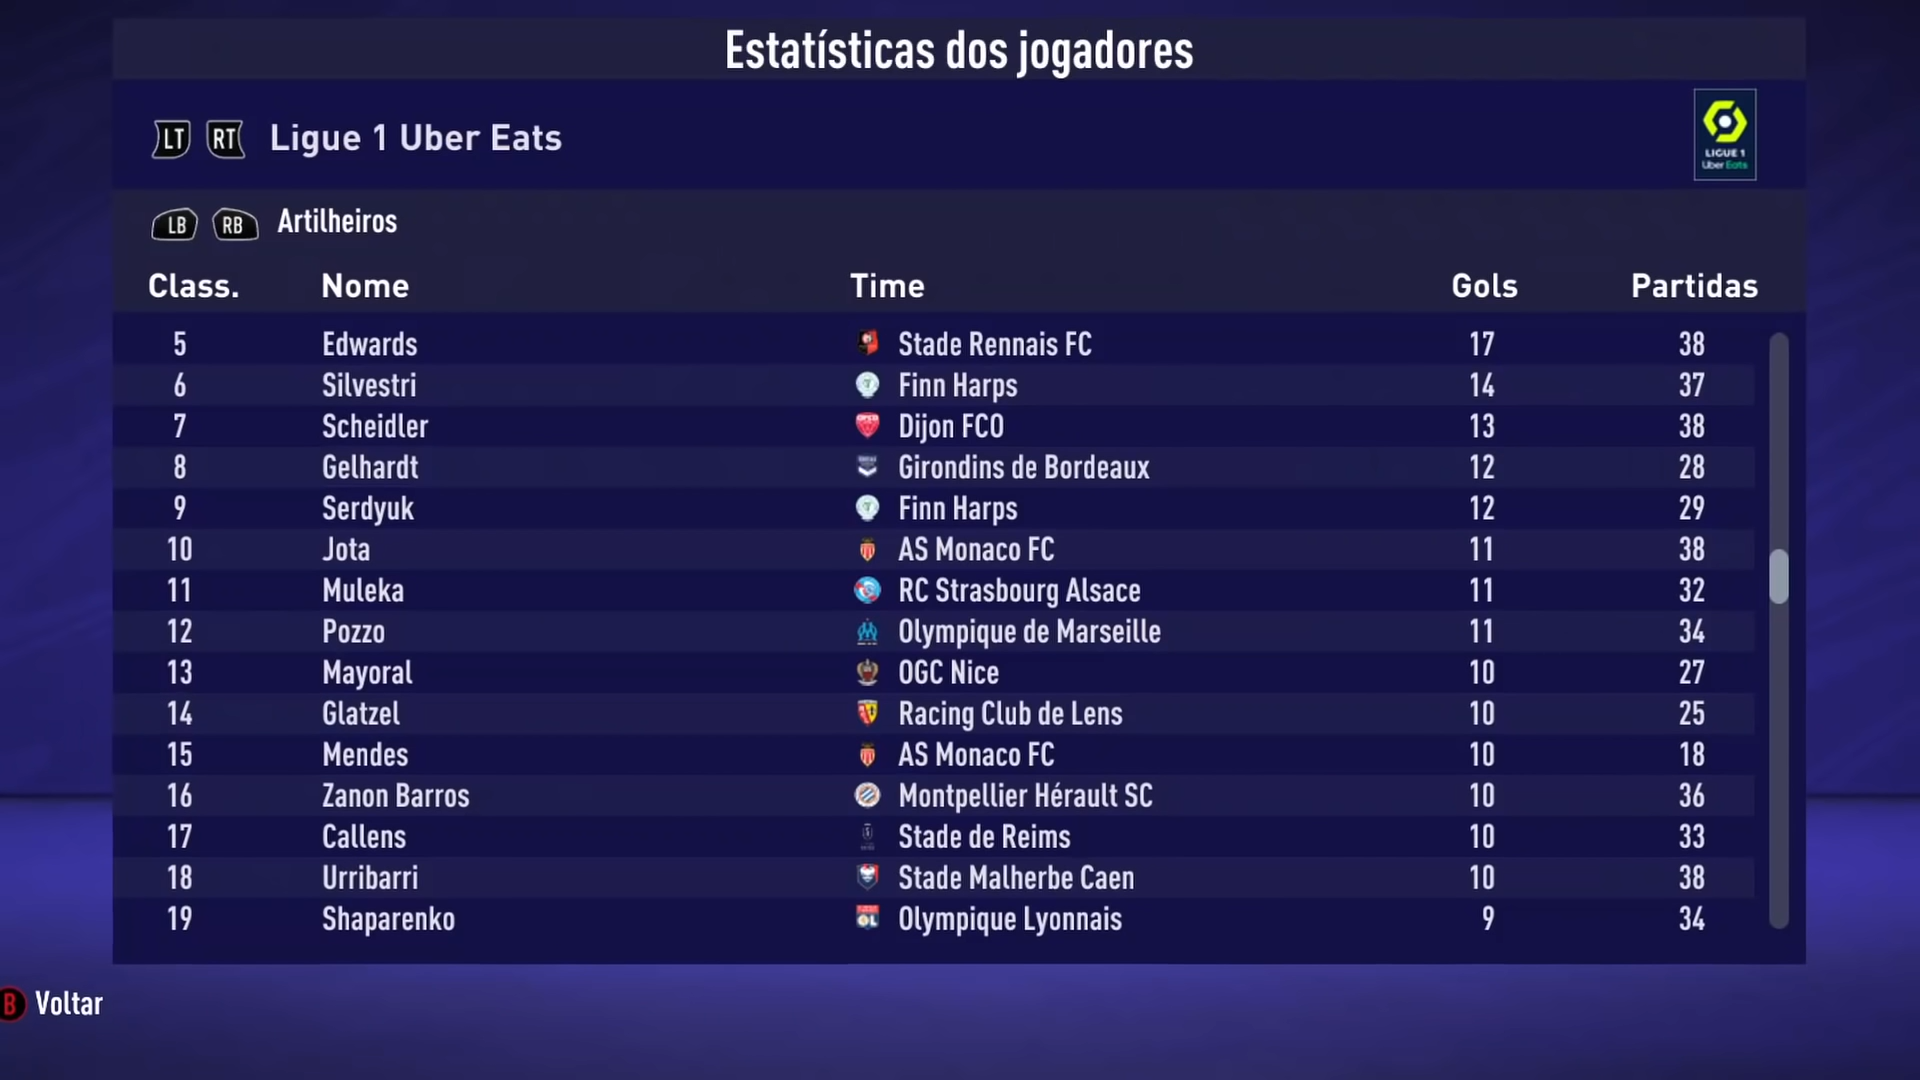 Estatísticas dos jogadores
LT RT Ligue 1 Uber Eats
LIGUE 1
Uber Eats
LB RB Artilheiros
Class. Nome Time Gols Partidas
5 Edwards Stade Rennais FC 17 38
6 Silvestri Finn Harps 14 37
7 Scheidler Dijon FCO 13 38
8 Gelhardt Girondins de Bordeaux 12 28
9 Serdyuk Finn Harps 12 29
10 Jota AS Monaco FC 11 38
11 Muleka RC Strasbourg Alsace 11 32
12 Pozzo Olympique de Marseille 11 34
13 Mayoral OGC Nice 10 27
14 Glatzel Racing Club de Lens 10 25
15 Mendes AS Monaco FC 10 18
16 Zanon Barros Montpellier Hérault SC 10 36
17 Callens Stade de Reims 10 33
18 Urribarri Stade Malherbe Caen 10 38
19 Shaparenko OL Olympique Lyonnais 9 34
B Voltar